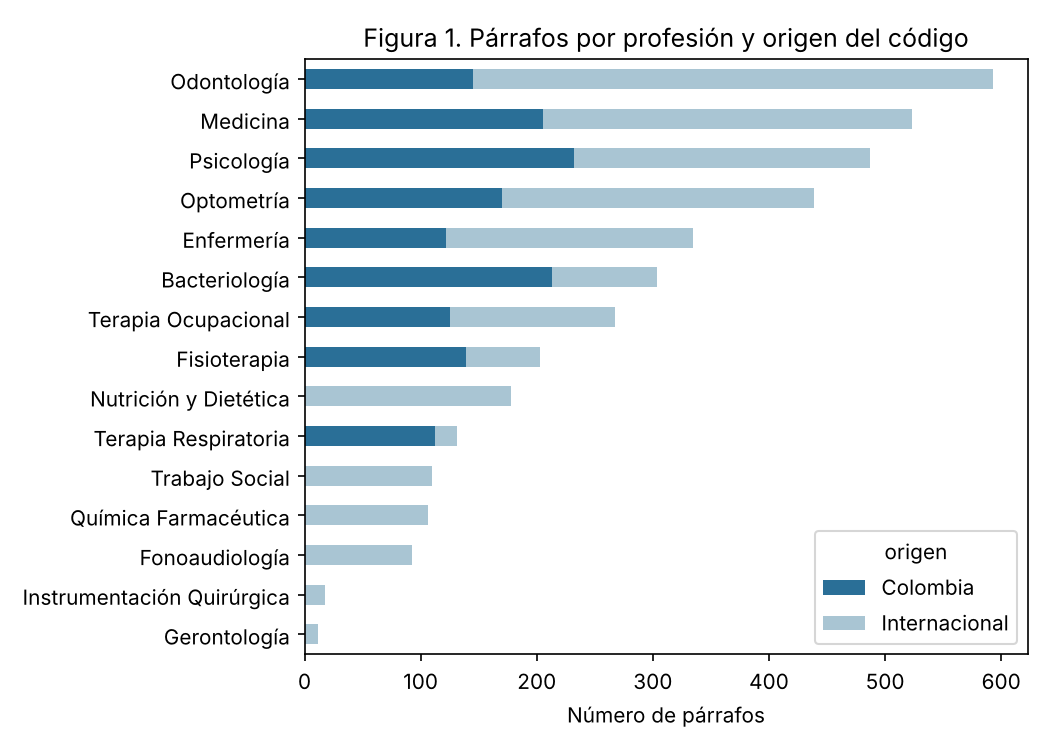 Figura 1. Párrafos por profesión y origen del código
Odontología
Medicina
Psicología
Optometría
Enfermería
Bacteriología
Terapia Ocupacional
Fisioterapia
Nutrición y Dietética
Terapia Respiratoria
Trabajo Social
Química Farmacéutica
Fonoaudiología
Instrumentación Quirúrgica
Gerontología
origen
Colombia
Internacional
0 100 200 300 400 500 600
Número de párrafos